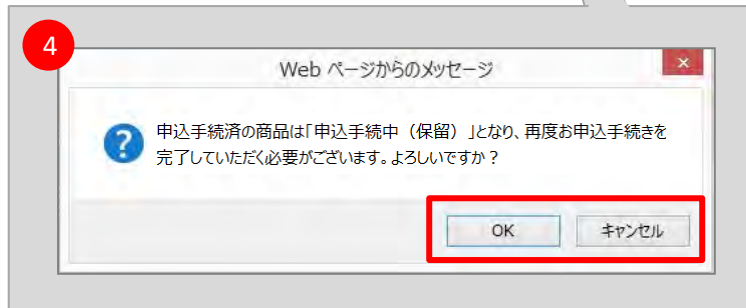 4
Web ページからのメッセージ
×
?
申込手続済の商品は「申込手続中（保留）」となり、再度お申込手続きを
完了していただく必要がございます。よろしいですか？
OK
キャンセル